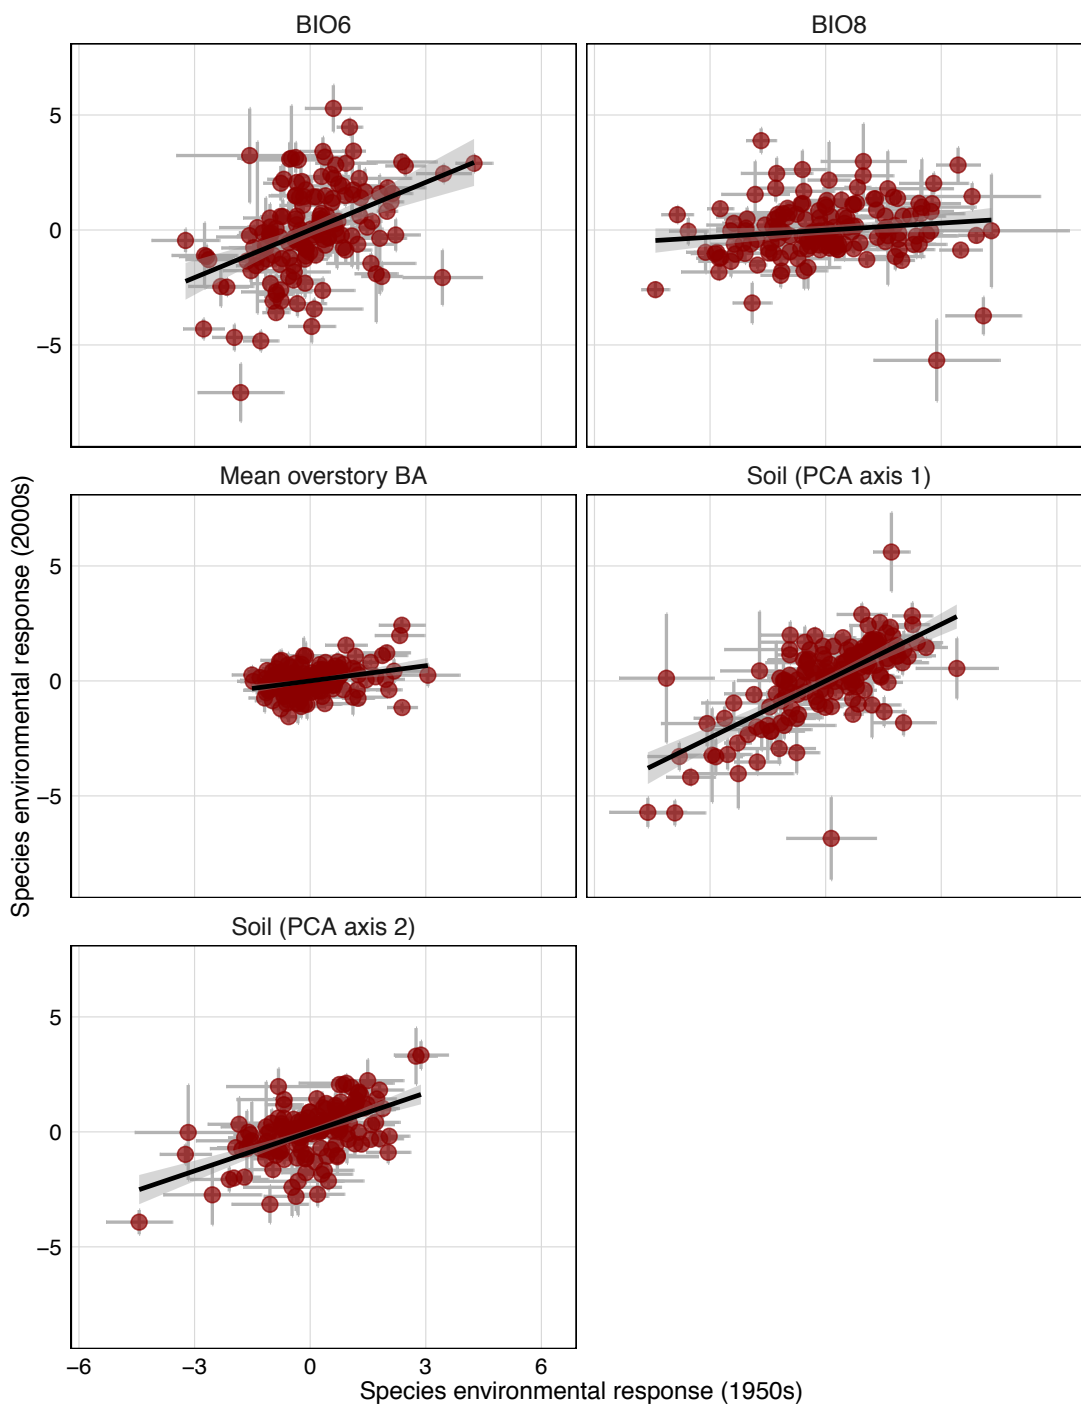 BIO6
BIO8
5
0
−5
Mean overstory BA
Soil (PCA axis 1)
5
0
−5
Species environmental response (2000s)
Soil (PCA axis 2)
5
0
−5
−6 −3 0 3 6
Species environmental response (1950s)